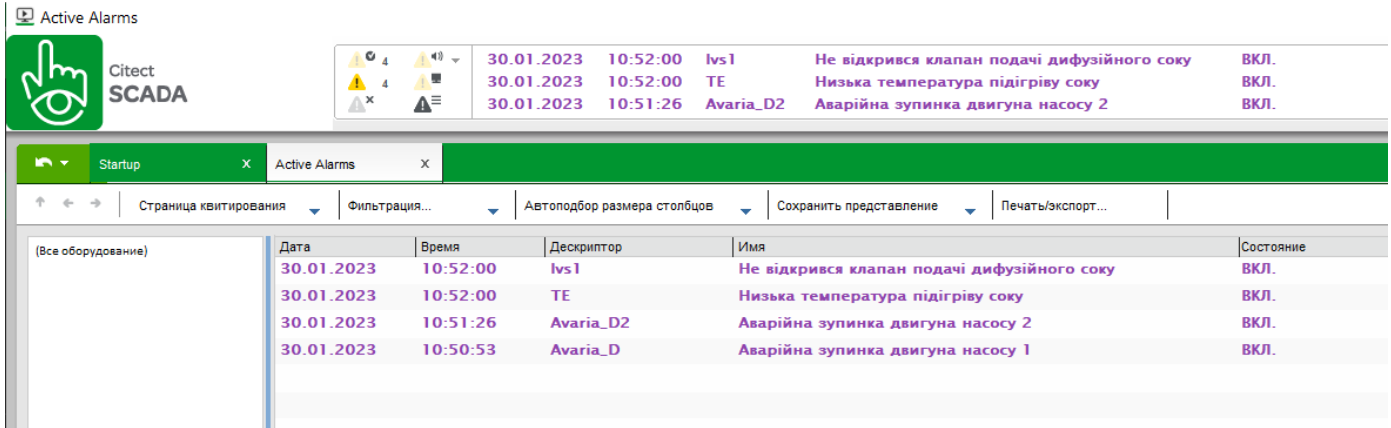 Active Alarms
Citect
SCADA
4
4
30.01.2023 10:52:00 lvs1 Не відкрився клапан подачі дифузійного соку ВКЛ.
30.01.2023 10:52:00 TE Низька температура підігріву соку ВКЛ.
30.01.2023 10:51:26 Avaria_D2 Аварійна зупинка двигуна насосу 2 ВКЛ.
Startup x Active Alarms x
Страница квитирования Фильтрация... Автоподбор размера столбцов Сохранить представление Печать/экспорт...
(Все оборудование)
Дата Время Дескриптор Имя Состояние
30.01.2023 10:52:00 lvs1 Не відкрився клапан подачі дифузійного соку ВКЛ.
30.01.2023 10:52:00 TE Низька температура підігріву соку ВКЛ.
30.01.2023 10:51:26 Avaria_D2 Аварійна зупинка двигуна насосу 2 ВКЛ.
30.01.2023 10:50:53 Avaria_D Аварійна зупинка двигуна насосу 1 ВКЛ.